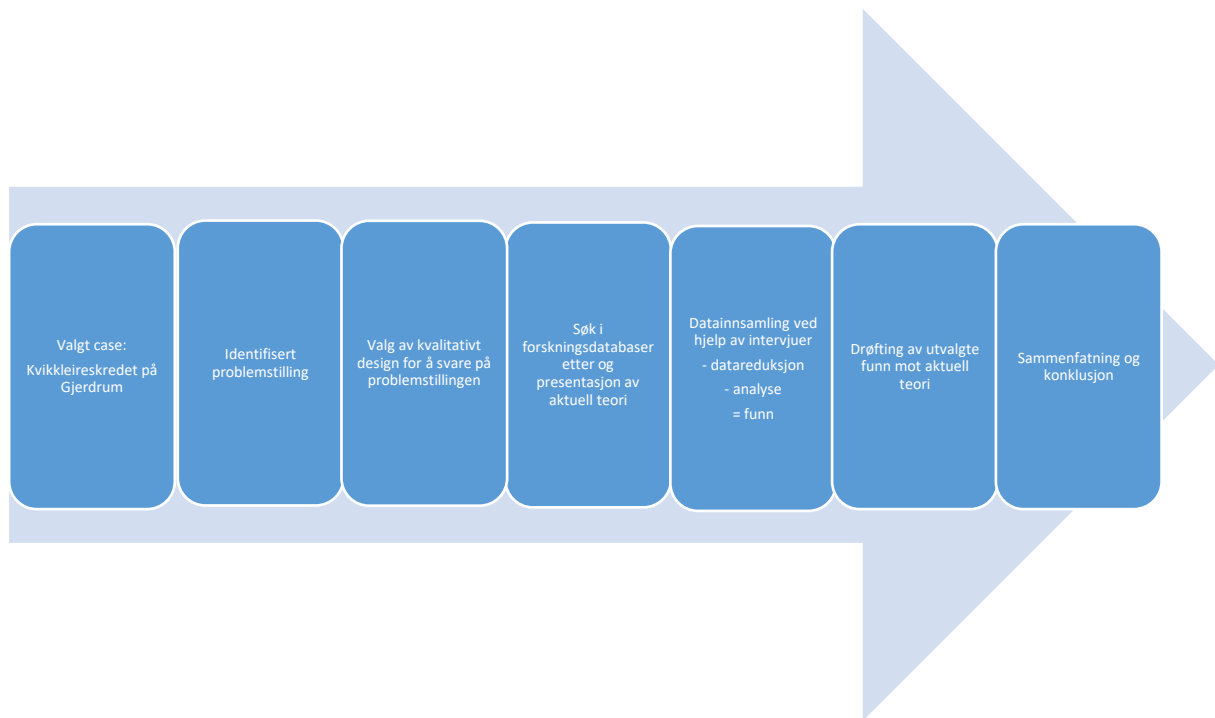 Valgt case:
Kvikkleireskredet på
Gjerdrum
Identifisert
problemstilling
Valg av kvalitativt
design for å svare på
problemstillingen
Søk i
forskningsdatabaser
etter og
presentasjon av
aktuell teori
Datainnsamling ved
hjelp av intervjuer
- datareduksjon
- analyse
= funn
Drøfting av utvalgte
funn mot aktuell
teori
Sammenfatning og
konklusjon